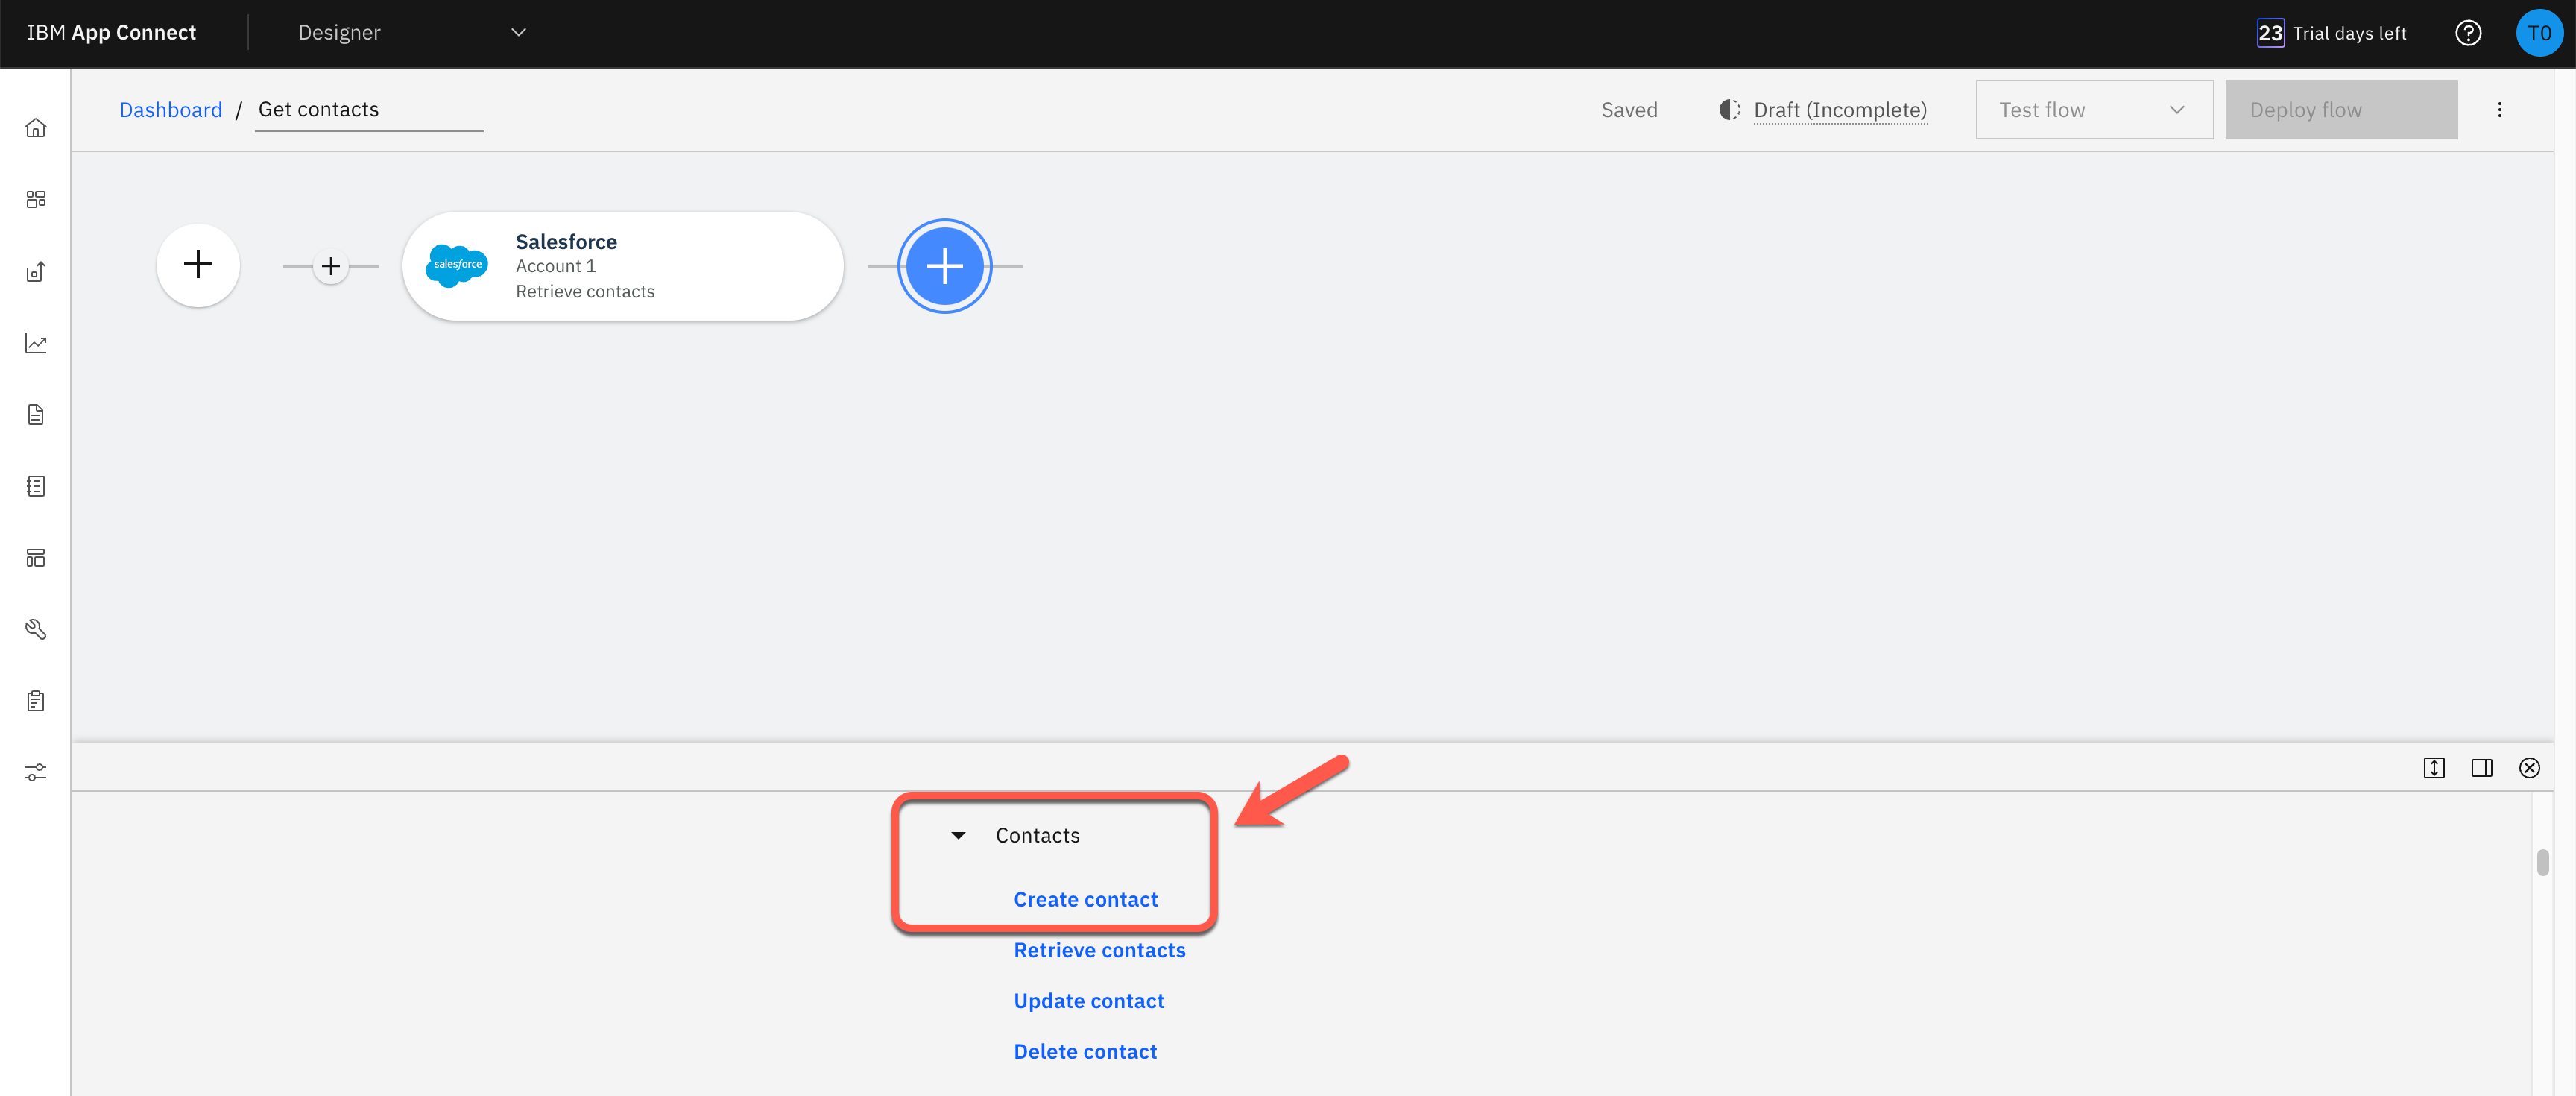 IBM App Connect
Designer
23 Trial days left
T0
Dashboard / Get contacts
Saved
Draft (Incomplete)
Test flow
Deploy flow
salesforce
Salesforce
Account 1
Retrieve contacts
Contacts
Create contact
Retrieve contacts
Update contact
Delete contact